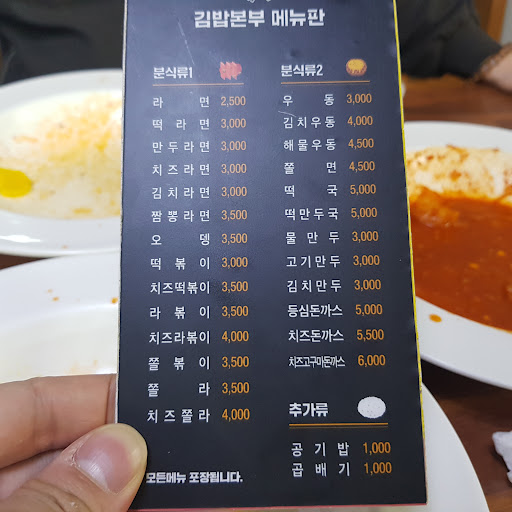 김밥본부 메뉴판
분식류1
라면 2,500
떡라면 3,000
만두라면 3,000
치즈라면 3,000
김치라면 3,000
짬뽕라면 3,500
오뎅 3,500
떡볶이 3,000
치즈떡볶이 3,500
라볶이 3,500
치즈라볶이 4,000
쫄볶이 3,500
쫄라 3,500
치즈쫄라 4,000
분식류2
우동 3,000
김치우동 4,000
해물우동 4,500
쫄면 4,500
떡국 5,000
떡만두국 5,000
물만두 3,000
고기만두 3,000
김치만두 3,000
등심돈까스 5,000
치즈돈까스 5,500
치즈고구마돈까스 6,000
추가류
공기밥 1,000
곱배기 1,000
모든메뉴 포장됩니다.